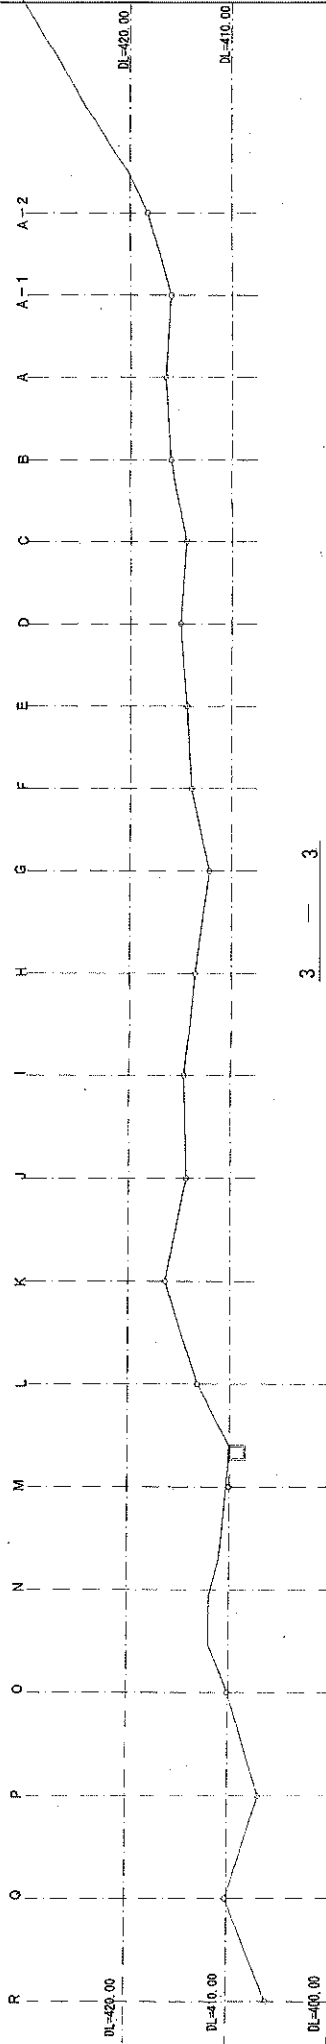 R Q P O N M L K J I H G F E D C B A A-1 A-2
DL=420.00
DL=420.00
DL=410.00
DL=410.00
DL=400.00
3 — 3